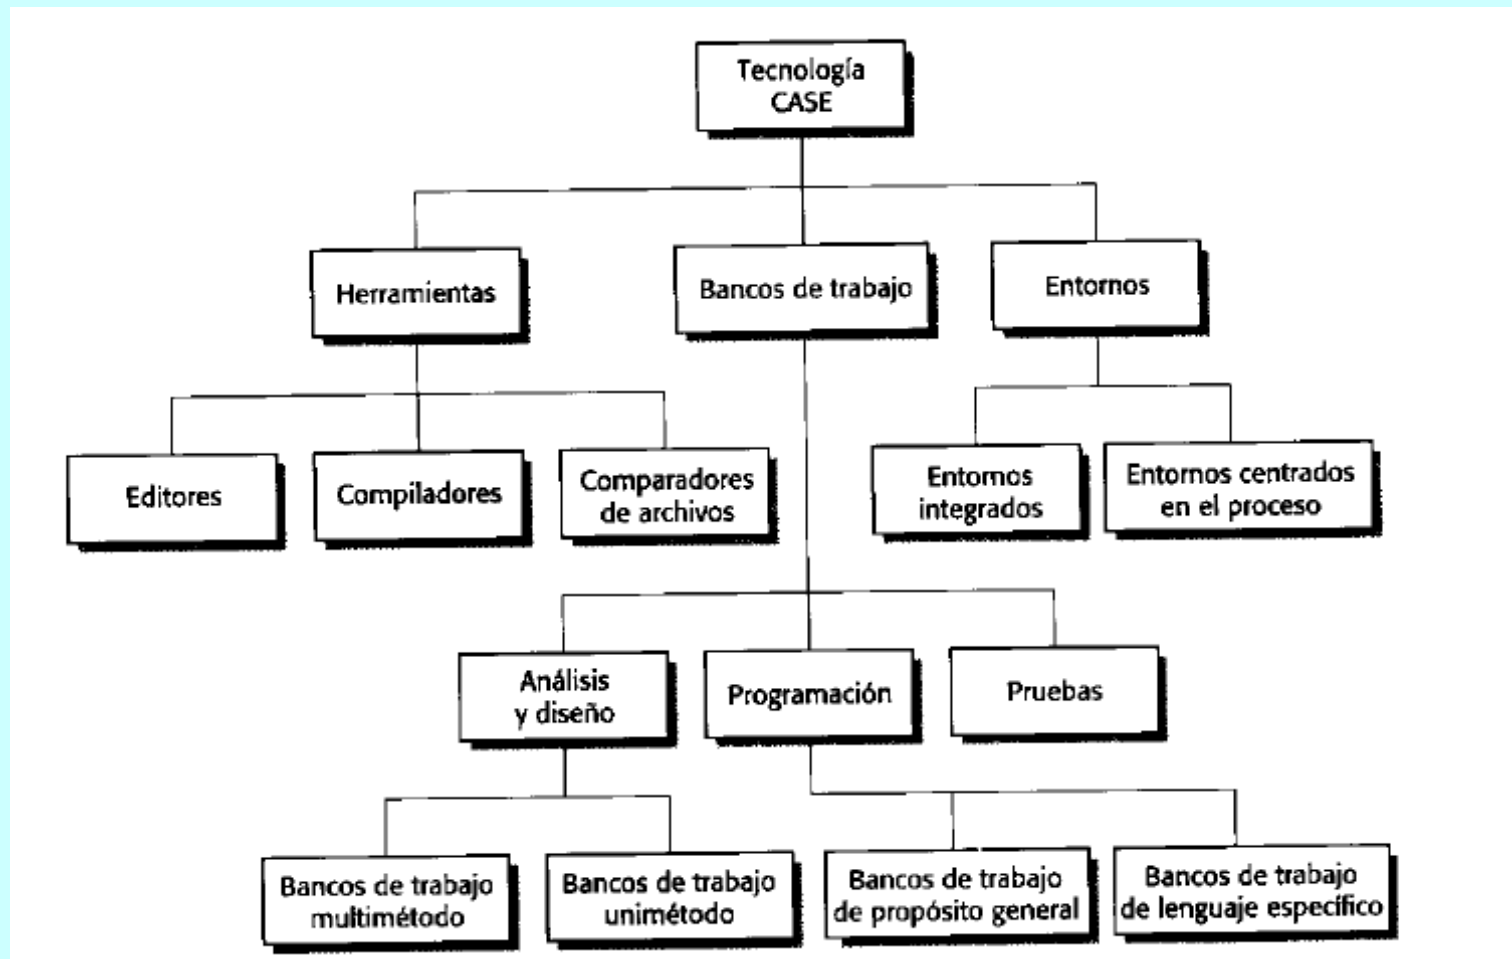 Tecnología
CASE
Herramientas
Bancos de trabajo
Entornos
Editores
Compiladores
Comparadores
de archivos
Entornos
integrados
Entornos centrados
en el proceso
Análisis
y diseño
Programación
Pruebas
Bancos de trabajo
multimétodo
Bancos de trabajo
unimétodo
Bancos de trabajo
de propósito general
Bancos de trabajo
de lenguaje específico